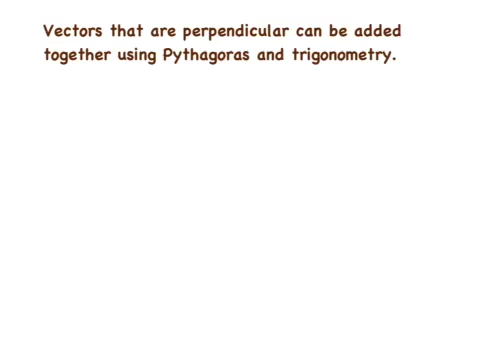 Vectors that are perpendicular can be added
together using Pythagoras and trigonometry.